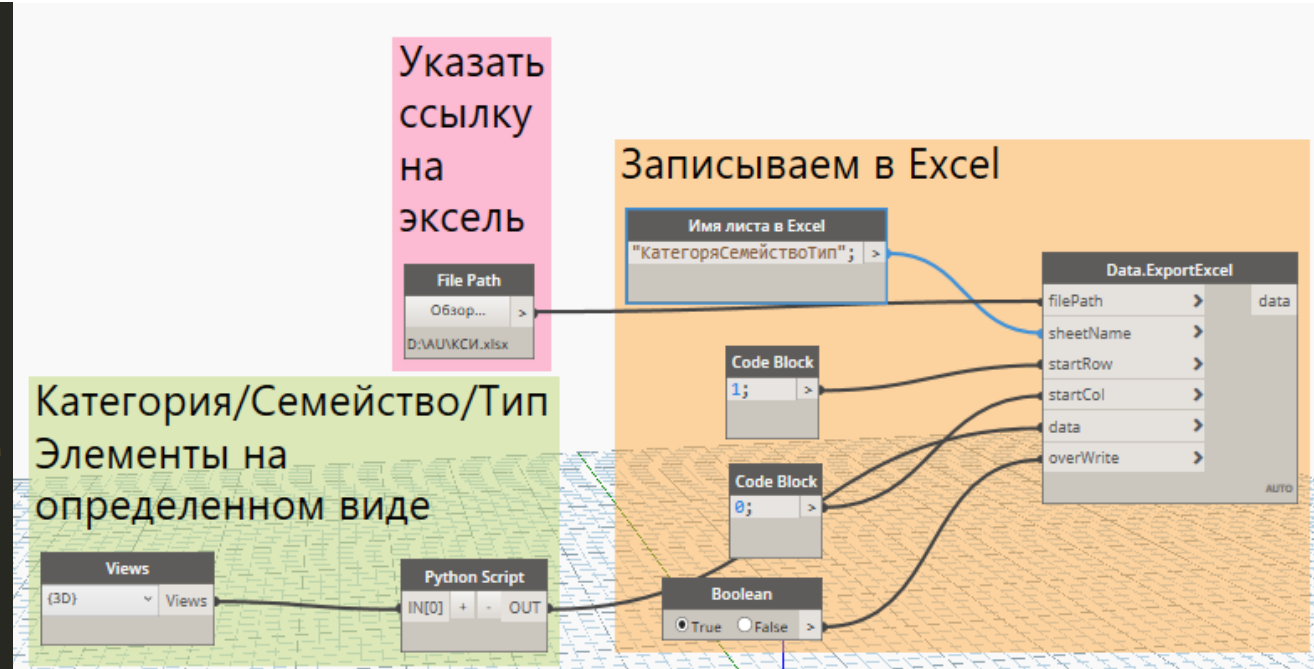 Указать
ссылку
на
эксель
File Path
Обзор...
>
D:\AU\КСИ.xlsx
Категория/Семейство/Тип
Элементы на
определенном виде
Views
{3D}
Views
Python Script
IN[0] + - OUT
Записываем в Excel
Имя листа в Excel
"КатегоряСемействоТип"; >
Code Block
1; >
Code Block
0; >
Boolean
True False >
Data.ExportExcel
filePath > data
sheetName >
startRow >
startCol >
data >
overWrite >
AUTO